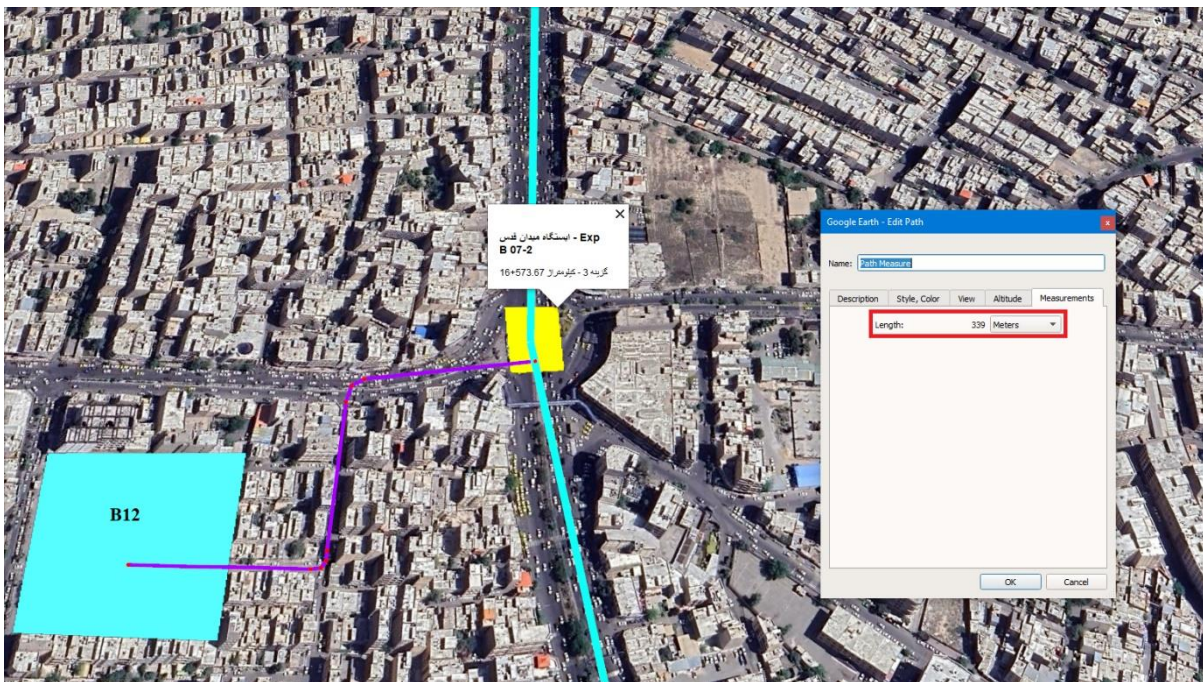 Exp - ایستگاه میدان قدس
B 07-2
گزینه 3 - کیلومتراژ 16+573.67
B12
Google Earth - Edit Path
Name: Path Measure
Description Style, Color View Altitude Measurements
Length: 339 Meters
OK Cancel